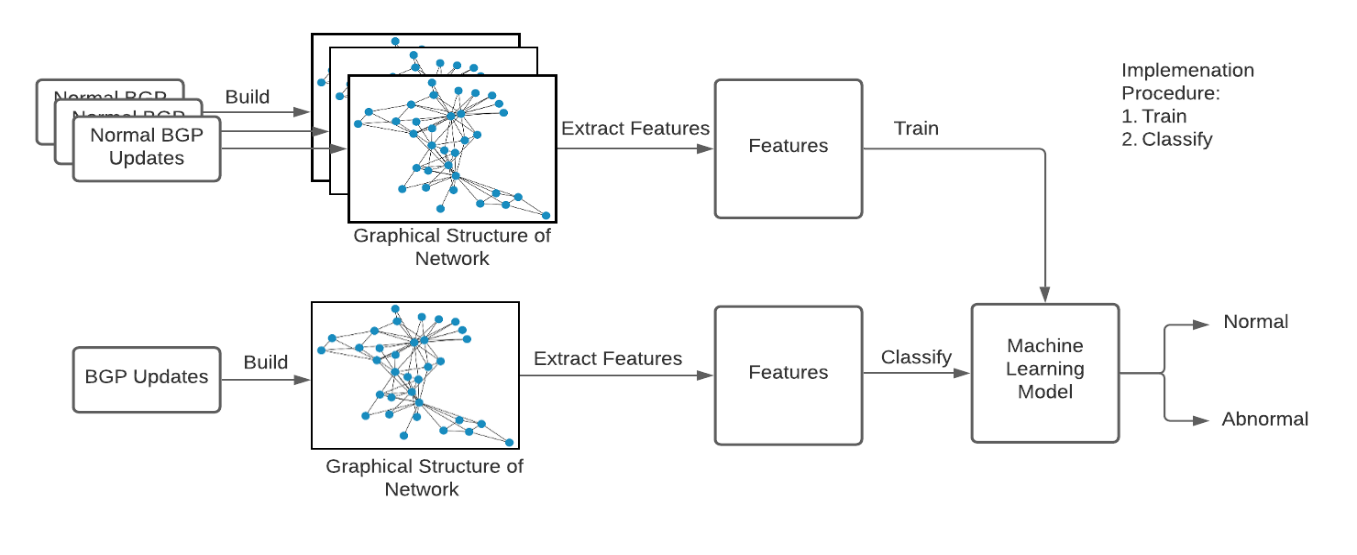 Normal BGP
Normal BGP
Normal BGP
Updates
Build
Graphical Structure of
Network
Extract Features
Features
Train
Implemenation
Procedure:
1. Train
2. Classify
BGP Updates
Build
Graphical Structure of
Network
Extract Features
Features
Classify
Machine
Learning
Model
Normal
Abnormal